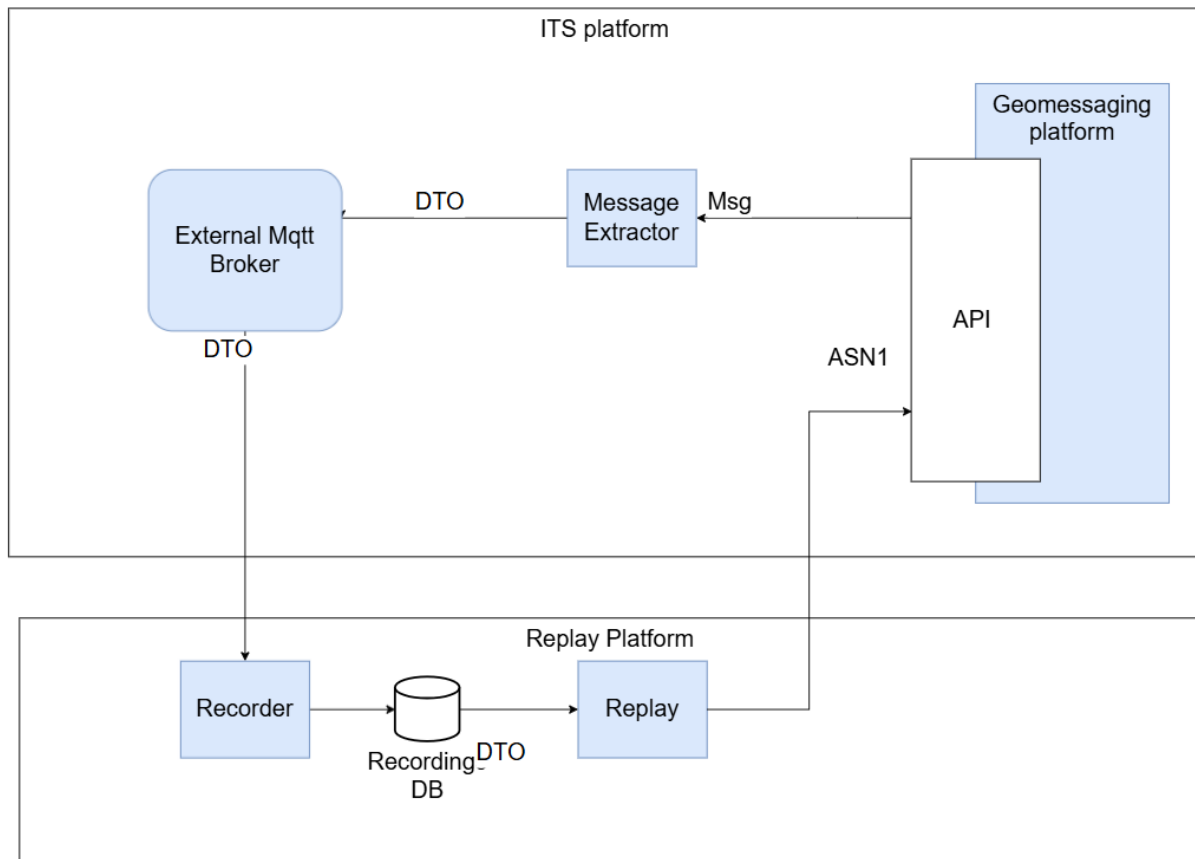 ITS platform
Geomessaging
platform
DTO
Message
Extractor
Msg
External Mqtt
Broker
API
DTO
ASN1
Replay Platform
Recorder
Replay
Recording
DTO
DB